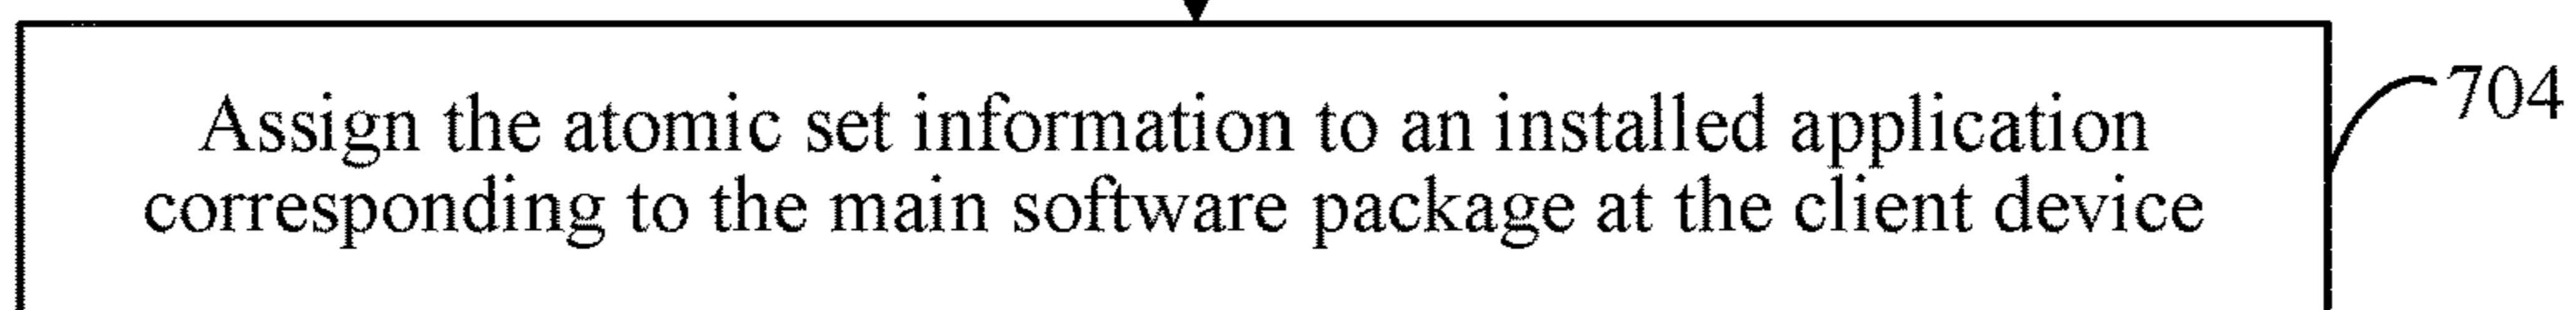 704
Assign the atomic set information to an installed application
corresponding to the main software package at the client device